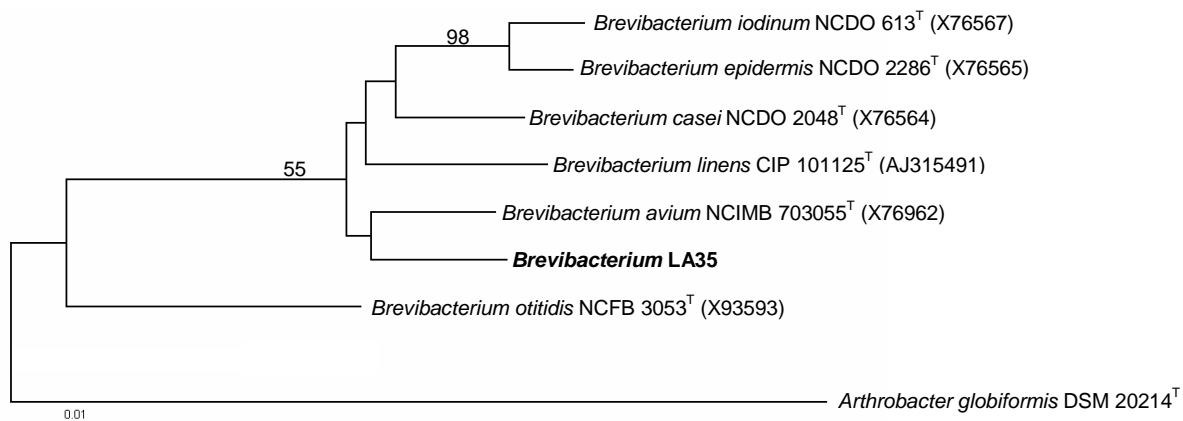 98
Brevibacterium iodinum NCDO 613ᵀ (X76567)
Brevibacterium epidermis NCDO 2286ᵀ (X76565)
Brevibacterium casei NCDO 2048ᵀ (X76564)
Brevibacterium linens CIP 101125ᵀ (AJ315491)
55
Brevibacterium avium NCIMB 703055ᵀ (X76962)
Brevibacterium LA35
Brevibacterium otitidis NCFB 3053ᵀ (X93593)
Arthrobacter globiformis DSM 20214ᵀ
0.01